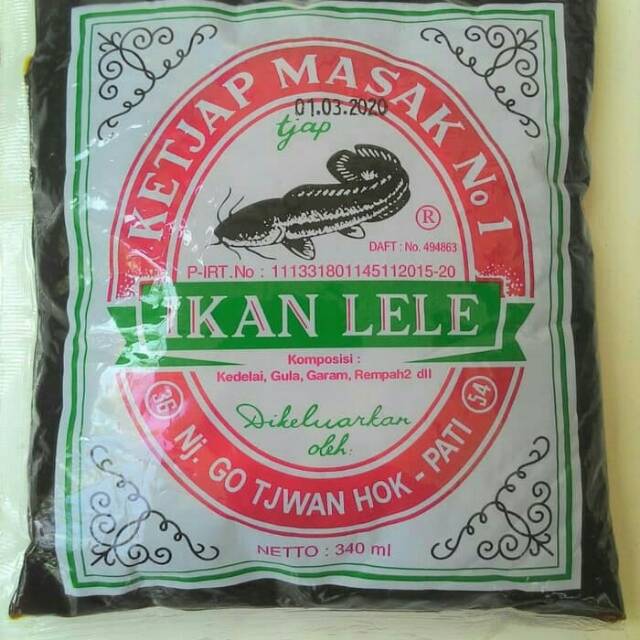 KETJAP MASAK No 1
01.03.2020
tjap
®
DAFT : No. 494863
P-IRT.No : 111331801145112015-20
IKAN LELE
Komposisi :
Kedelai, Gula, Garam, Rempah2 dll
Dikeluarkan
oleh:
36
54
Nj. GO TJWAN HOK - PATI
NETTO : 340 ml